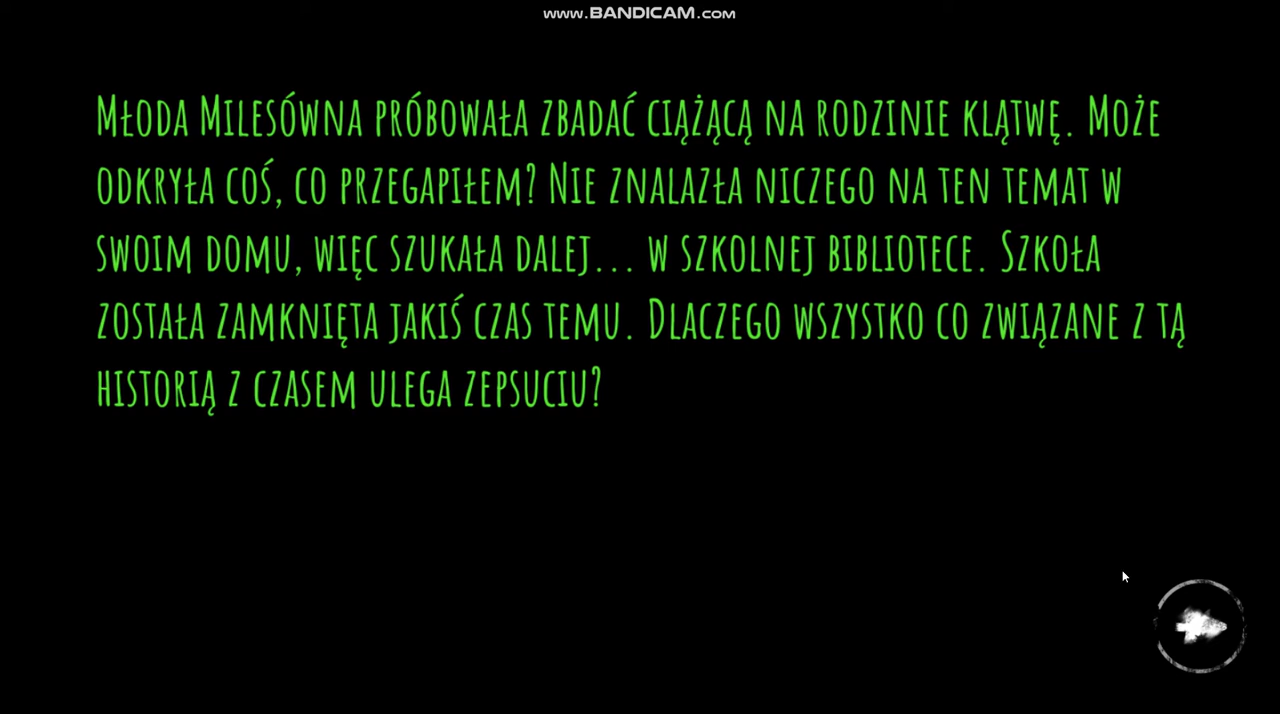 www.BANDICAM.com
Młoda Milesówna próbowała zbadać ciążącą na rodzinie klątwę. Może
odkryła coś, co przegapiłem? Nie znalazła niczego na ten temat w
swoim domu, więc szukała dalej... w szkolnej bibliotece. Szkoła
została zamknięta jakiś czas temu. Dlaczego wszystko co związane z tą
historią z czasem ulega zepsuciu?